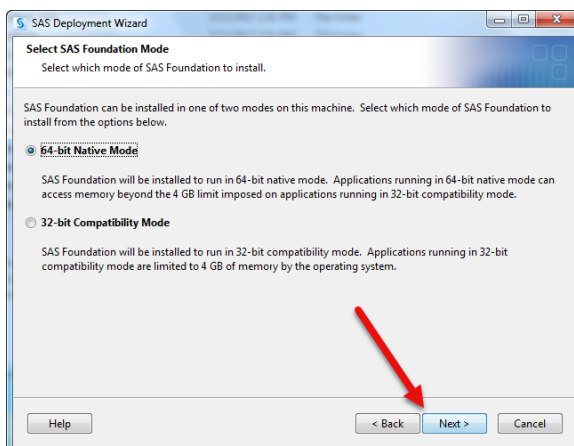 SAS Deployment Wizard
Select SAS Foundation Mode
Select which mode of SAS Foundation to install.
SAS Foundation can be installed in one of two modes on this machine.  Select which mode of SAS Foundation to
install from the options below.
64-bit Native Mode
SAS Foundation will be installed to run in 64-bit native mode.  Applications running in 64-bit native mode can
access memory beyond the 4 GB limit imposed on applications running in 32-bit compatibility mode.
32-bit Compatibility Mode
SAS Foundation will be installed to run in 32-bit compatibility mode.  Applications running in 32-bit
compatibility mode are limited to 4 GB of memory by the operating system.
Help < Back Next > Cancel